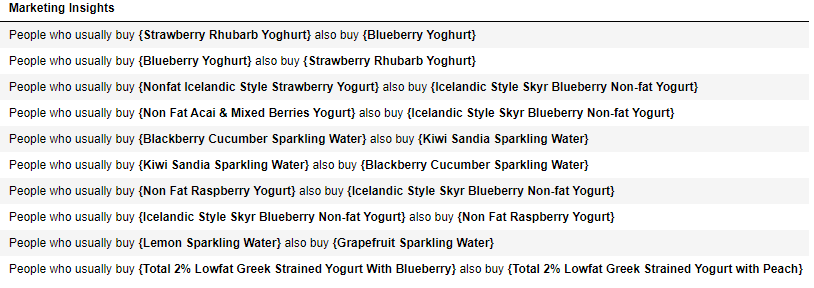 Marketing Insights
People who usually buy {Strawberry Rhubarb Yoghurt} also buy {Blueberry Yoghurt}
People who usually buy {Blueberry Yoghurt} also buy {Strawberry Rhubarb Yoghurt}
People who usually buy {Nonfat Icelandic Style Strawberry Yogurt} also buy {Icelandic Style Skyr Blueberry Non-fat Yogurt}
People who usually buy {Non Fat Acai & Mixed Berries Yogurt} also buy {Icelandic Style Skyr Blueberry Non-fat Yogurt}
People who usually buy {Blackberry Cucumber Sparkling Water} also buy {Kiwi Sandia Sparkling Water}
People who usually buy {Kiwi Sandia Sparkling Water} also buy {Blackberry Cucumber Sparkling Water}
People who usually buy {Non Fat Raspberry Yogurt} also buy {Icelandic Style Skyr Blueberry Non-fat Yogurt}
People who usually buy {Icelandic Style Skyr Blueberry Non-fat Yogurt} also buy {Non Fat Raspberry Yogurt}
People who usually buy {Lemon Sparkling Water} also buy {Grapefruit Sparkling Water}
People who usually buy {Total 2% Lowfat Greek Strained Yogurt With Blueberry} also buy {Total 2% Lowfat Greek Strained Yogurt with Peach}